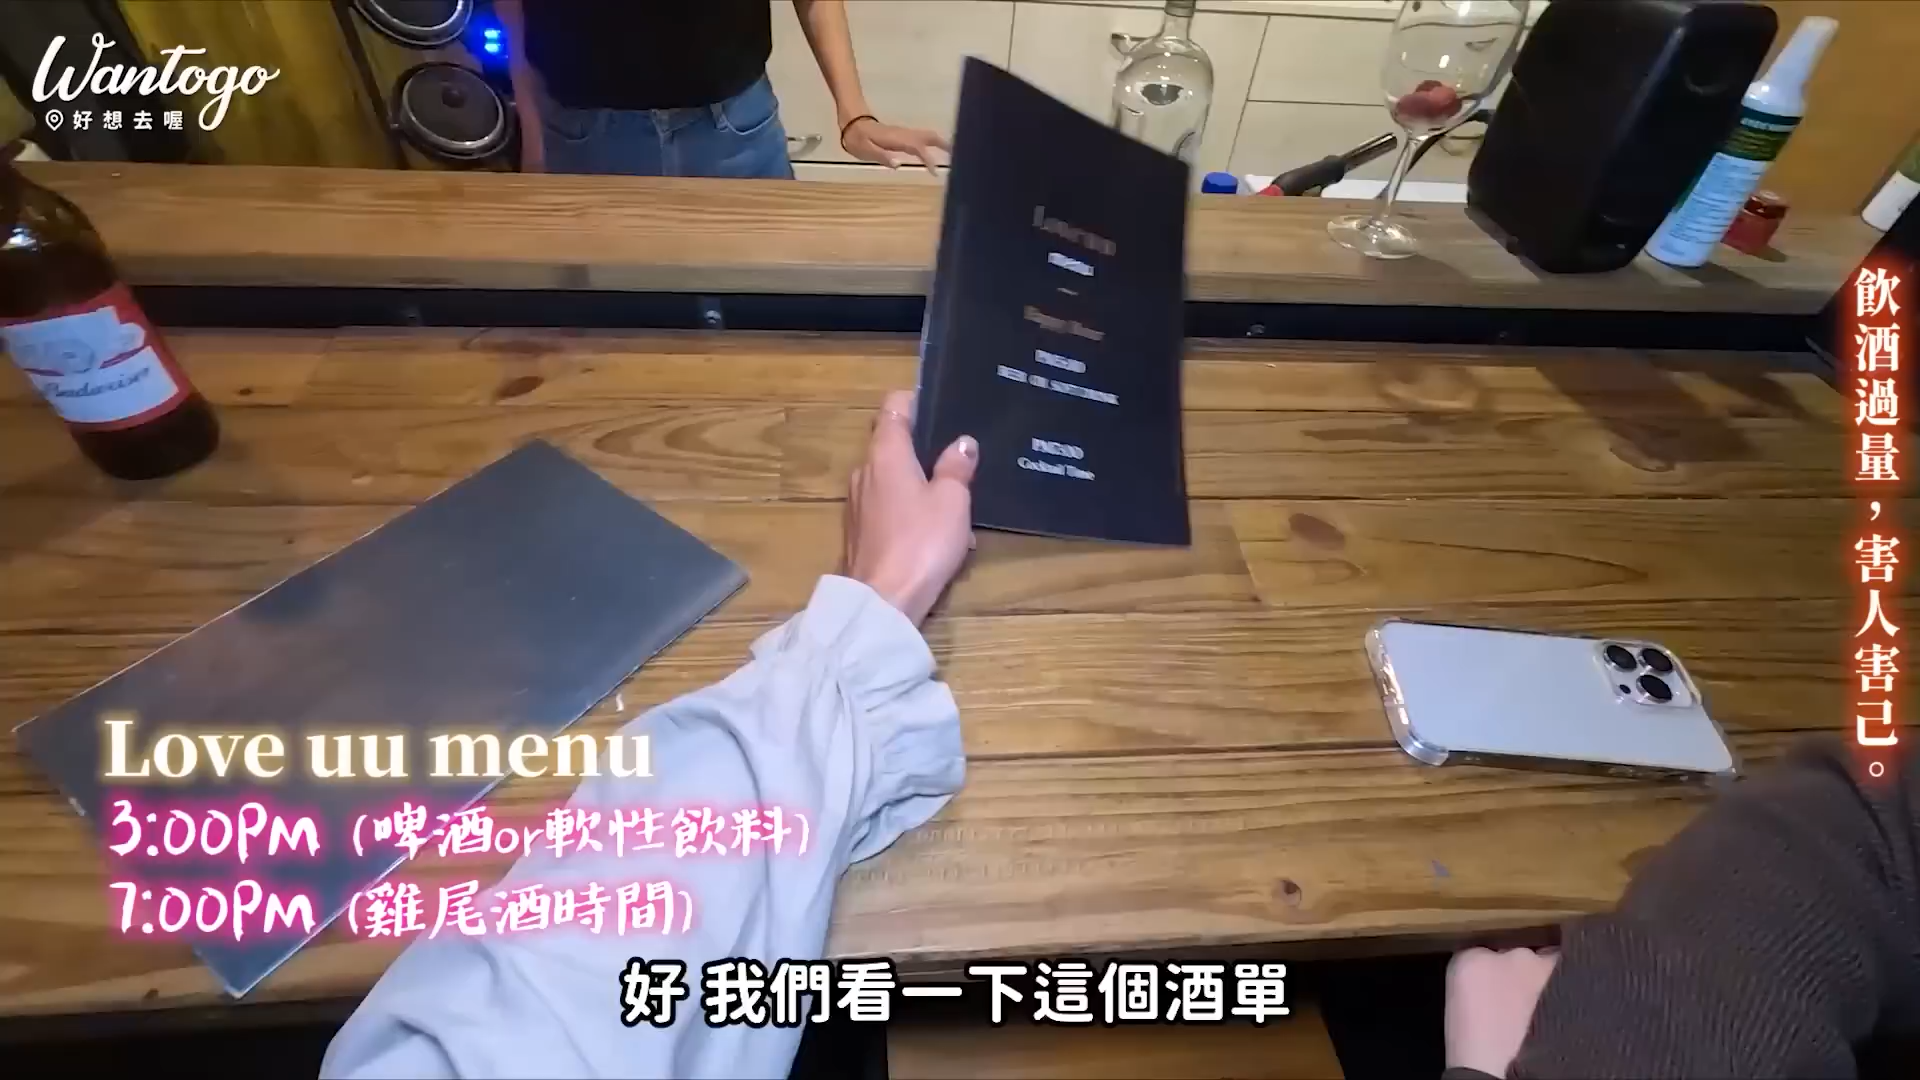 Wantogo
好想去喔
Budweiser
飲酒過量，害人害己。
Love uu menu
3:00PM (啤酒or軟性飲料)
7:00PM (雞尾酒時間)
好 我們看一下這個酒單